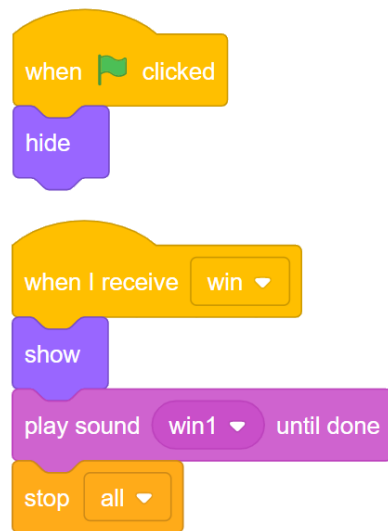 when clicked
hide
when I receive win
show
play sound win1 until done
stop all